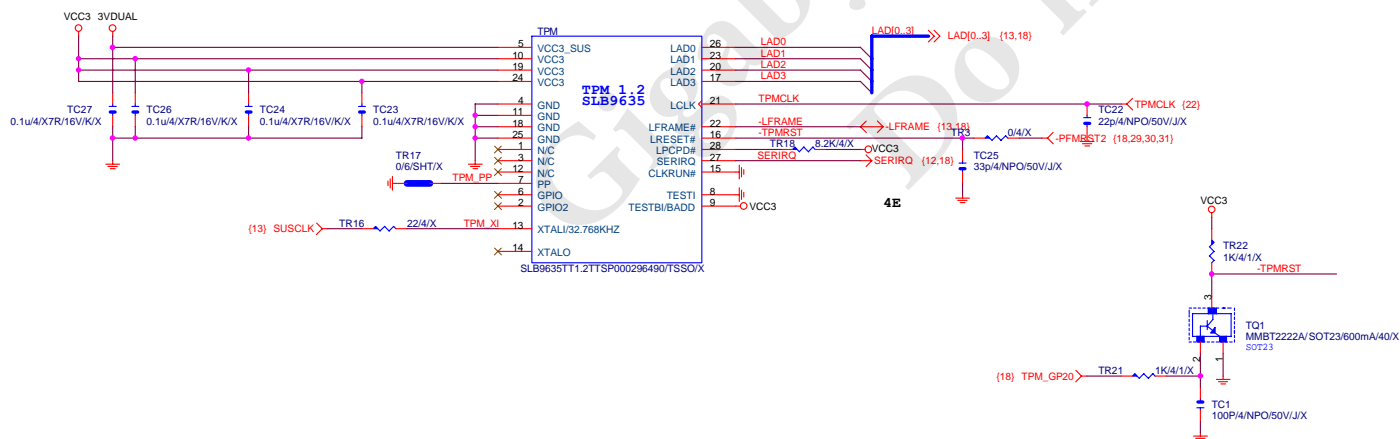 VCC3 3VDUAL
TPM
5 VCC3_SUS
10 VCC3
19 VCC3
24 VCC3
4 GND
11 GND
18 GND
25 GND
1 N/C
3 N/C
12 N/C
7 PP
6 GPIO
2 GPIO2
13 XTALI/32.768KHZ
14 XTALO
TPM 1.2
SLB9635
LAD0 26 LAD0
LAD1 23 LAD1
LAD2 20 LAD2
LAD3 17 LAD3
LCLK 21 TPMCLK
LFRAME# 22 -LFRAME
LRESET# 16 -TPMRST
LPCPD# 28
SERIRQ 27 SERIRQ
CLKRUN# 15
TESTI 8
TESTBI/BADD 9
SLB9635TT1.2TTSP000296490/TSSO/X
TC27
0.1u/4/X7R/16V/K/X
TC26
0.1u/4/X7R/16V/K/X
TC24
0.1u/4/X7R/16V/K/X
TC23
0.1u/4/X7R/16V/K/X
TR17
0/6/SHT/X
TPM_PP
{13} SUSCLK
TR16 22/4/X
TPM_XI
LAD[0..3]
LAD[0..3] {13,18}
TPMCLK {22}
TC22
22p/4/NPO/50V/J/X
-LFRAME {13,18}
TR3 0/4/X
-PFMRST2 {18,29,30,31}
TR18 8.2K/4/X
VCC3
SERIRQ {12,18}
TC25
33p/4/NPO/50V/J/X
VCC3
4E
VCC3
TR22
1K/4/1/X
-TPMRST
3
TQ1
MMBT2222A/SOT23/600mA/40/X
SOT23
2 1
{18} TPM_GP20
TR21 1K/4/1/X
TC1
100P/4/NPO/50V/J/X
Do